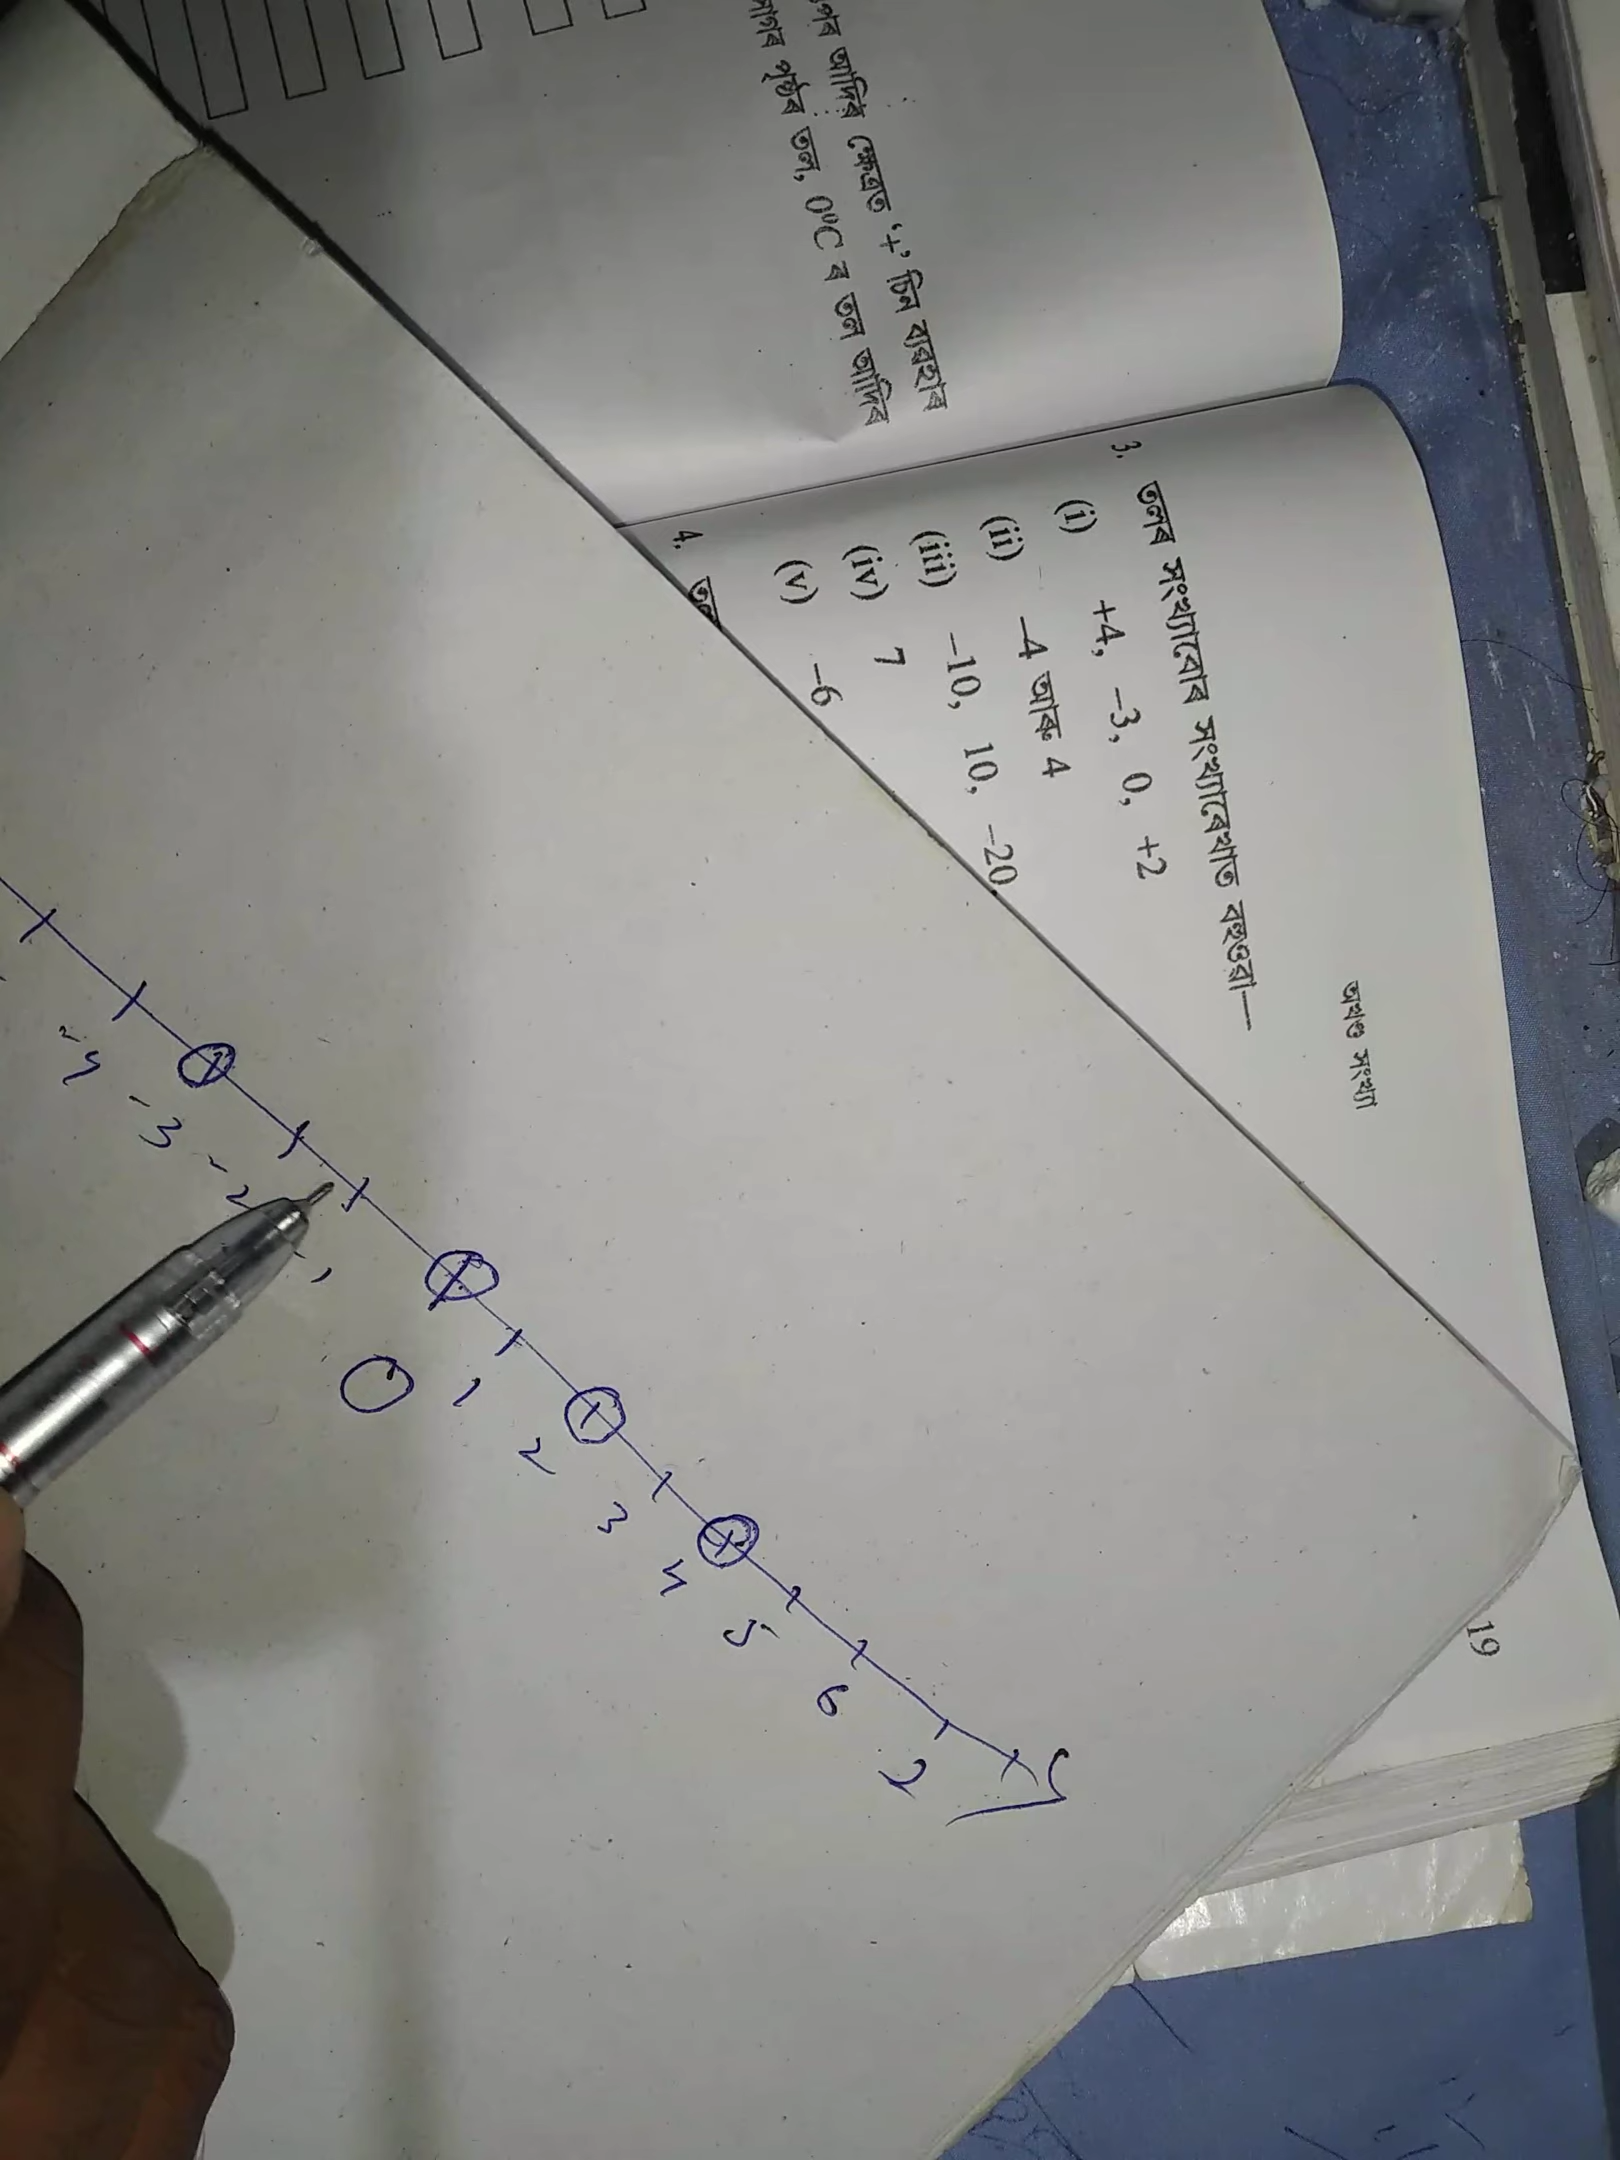 অখণ্ড সংখ্যা
3. তলৰ সংখ্যাবোৰ সংখ্যাৰেখাত বহুওৱা—
(i) +4, -3, 0, +2
(ii) -4 আৰু 4
(iii) -10, 10, -20
(iv) 7
(v) -6
4.
19
আদিৰ ক্ষেত্ৰত '+' চিন ব্যৱহাৰ
পৃষ্ঠৰ তল, 0°C ৰ তল আদিৰ
-4 -3 -2 -1 0 1 2 3 4 5 6 7